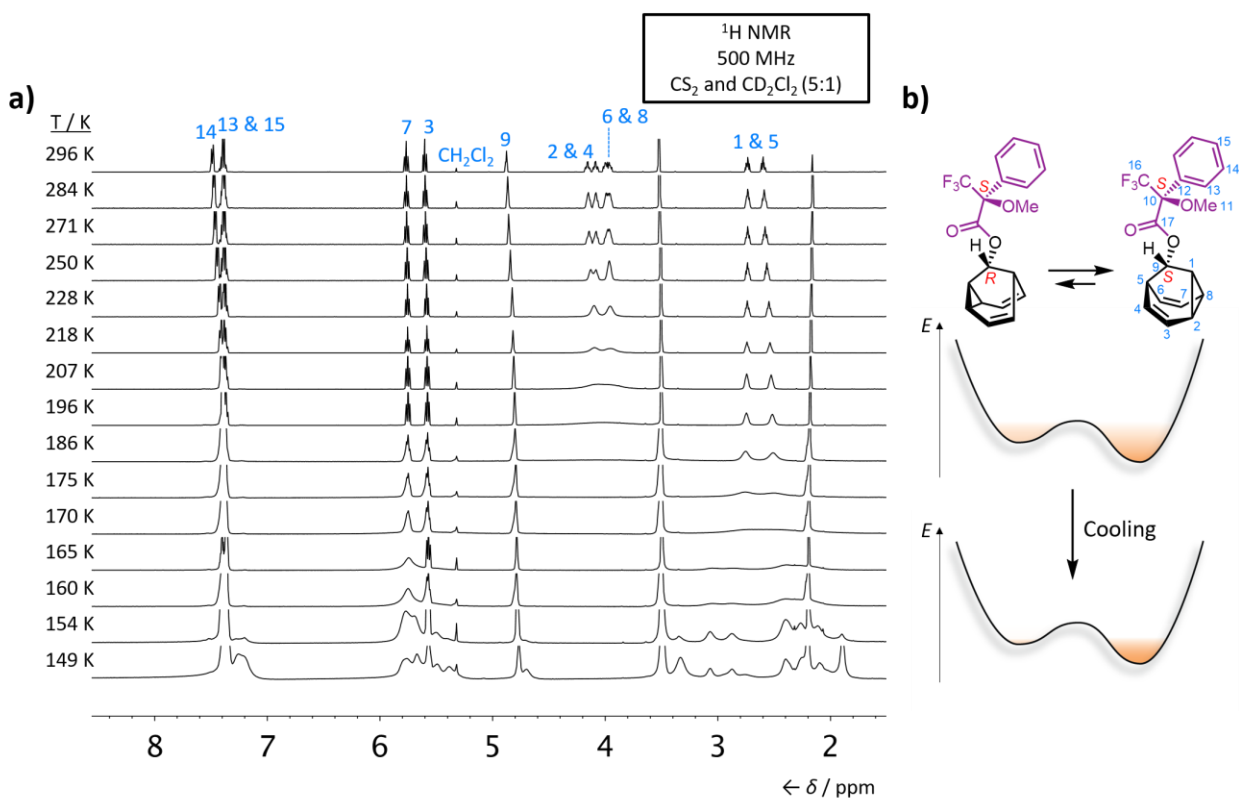 ¹H NMR
500 MHz
CS₂ and CD₂Cl₂ (5:1)
a)
b)
T / K
14
13 & 15
7
3
CH₂Cl₂
9
2 & 4
6 & 8
1 & 5
296 K
284 K
271 K
250 K
228 K
218 K
207 K
196 K
186 K
175 K
170 K
165 K
160 K
154 K
149 K
8 7 6 5 4 3 2
← δ / ppm
F₃C
S
OMe
O
O
H
R
15
14
16
F₃C
S
12
13
10
OMe
11
O
17
O
H
9
1
S
5
6
7
8
4
3
2
E
Cooling
E